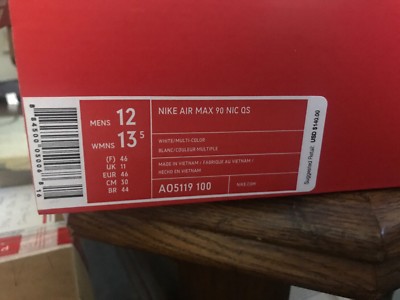 MENS 12
WMNS 13.5
(F) 46
UK 11
EUR 46
CM 30
BR 44
NIKE AIR MAX 90 NIC QS
WHITE/MULTI-COLOR
BLANC/COULEUR MULTIPLE
MADE IN VIETNAM / FABRIQUÉ AU VIETNAM /
HECHO EN VIETNAM
AO5119 100
NIKE.COM
Suggested Retail
USD $140.00